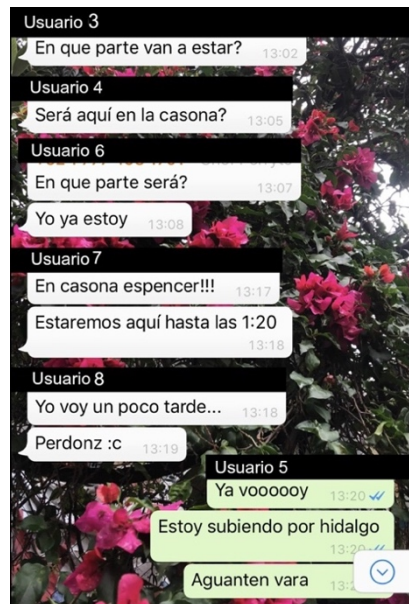 Usuario 3
En que parte van a estar? 13:02
Usuario 4
Será aquí en la casona? 13:05
Usuario 6
En que parte será? 13:07
Yo ya estoy 13:08
Usuario 7
En casona espencer!!! 13:17
Estaremos aquí hasta las 1:20
13:18
Usuario 8
Yo voy un poco tarde... 13:18
Perdonz :c 13:19
Usuario 5
Ya voooooy 13:20
Estoy subiendo por hidalgo
13:20
Aguanten vara